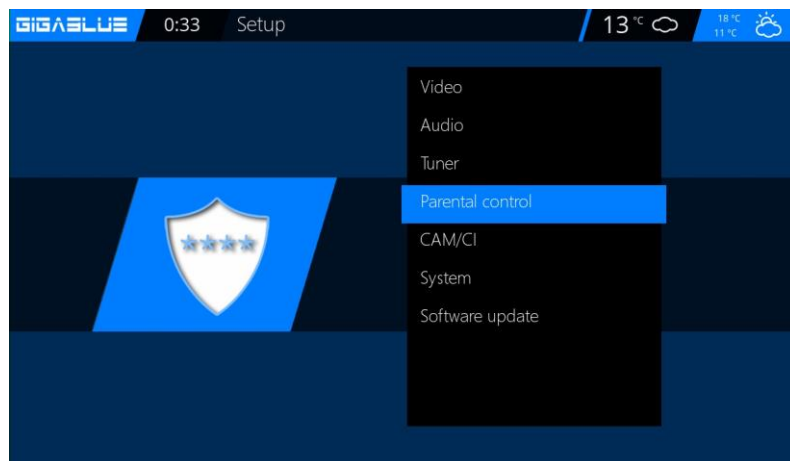 GIGABLUE 0:33 Setup 13 °C 18 °C
11 °C
Video
Audio
Tuner
Parental control
CAM/CI
System
Software update
****